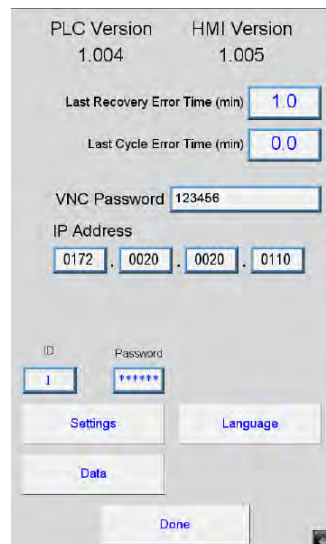 PLC Version HMI Version
1.004 1.005
Last Recovery Error Time (min) 1.0
Last Cycle Error Time (min) 0.0
VNC Password 123456
IP Address
0172 . 0020 . 0020 . 0110
ID Password
1 ******
Settings Language
Data
Done